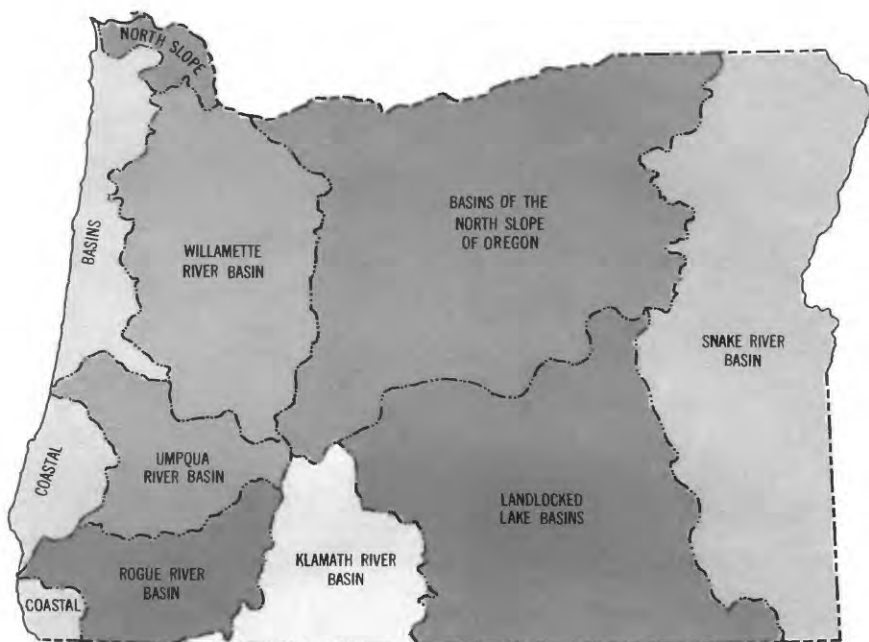 NORTH SLOPE
BASINS
WILLAMETTE
RIVER BASIN
BASINS OF THE
NORTH SLOPE
OF OREGON
SNAKE RIVER
BASIN
COASTAL
UMPQUA
RIVER BASIN
LANDLOCKED
LAKE BASINS
KLAMATH RIVER
BASIN
ROGUE RIVER
BASIN
COASTAL